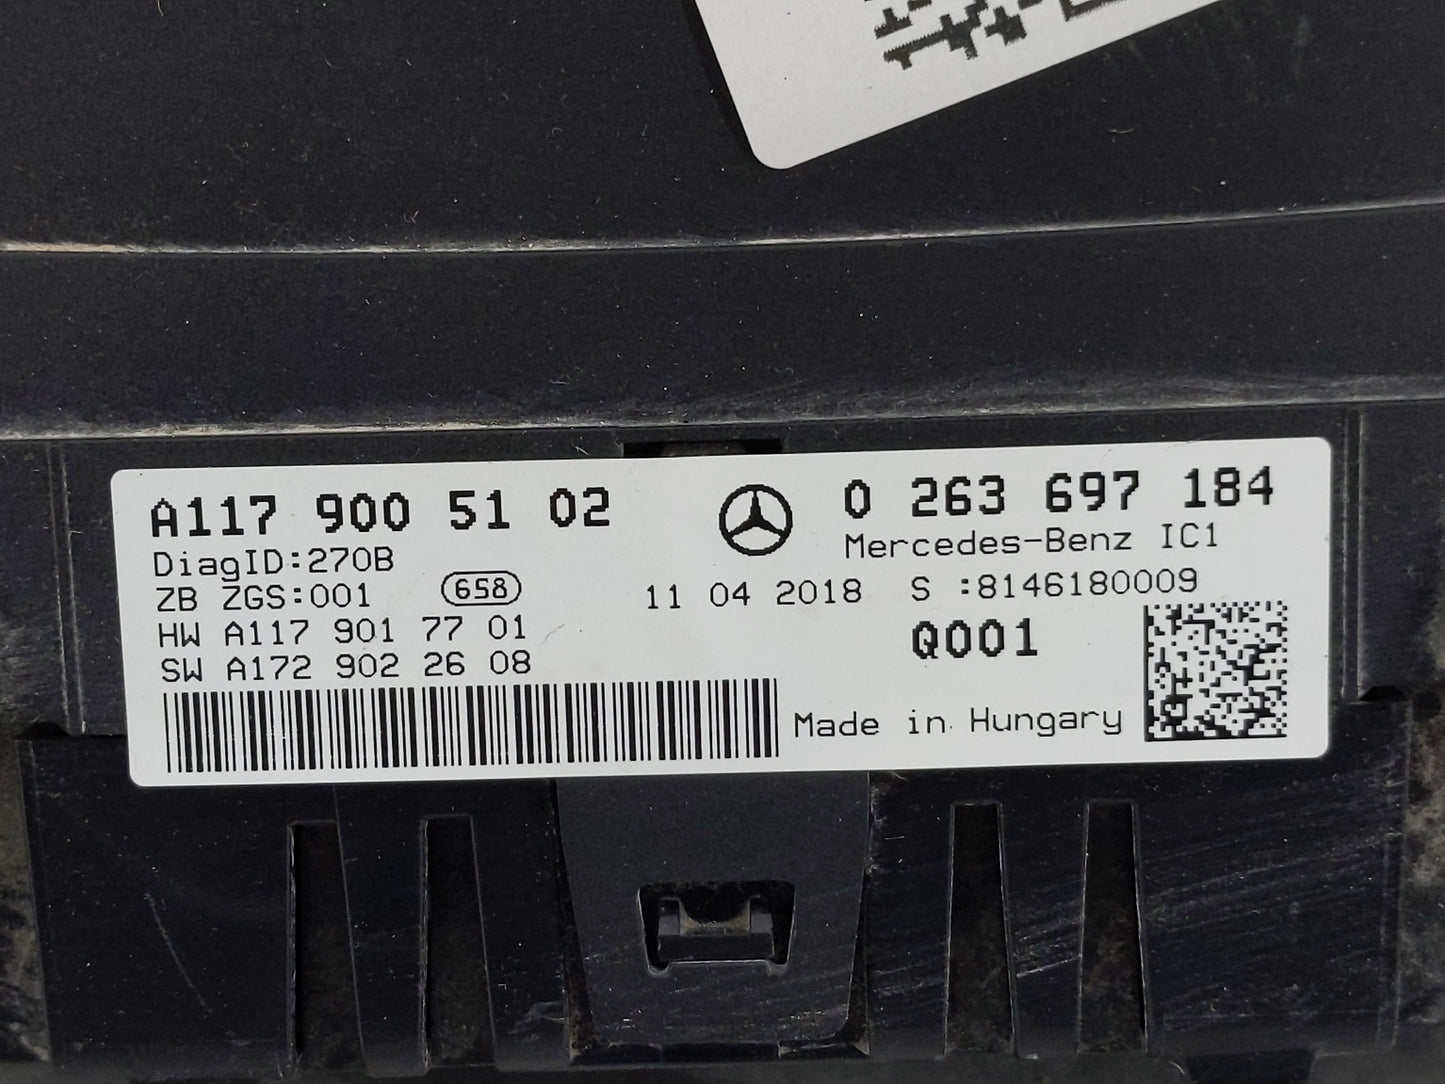 A117 900 51 02
0 263 697 184
Mercedes-Benz IC1
DiagID:270B
ZB ZGS:001
658
11 04 2018 S :8146180009
HW A117 901 77 01
Q001
SW A172 902 26 08
Made in Hungary